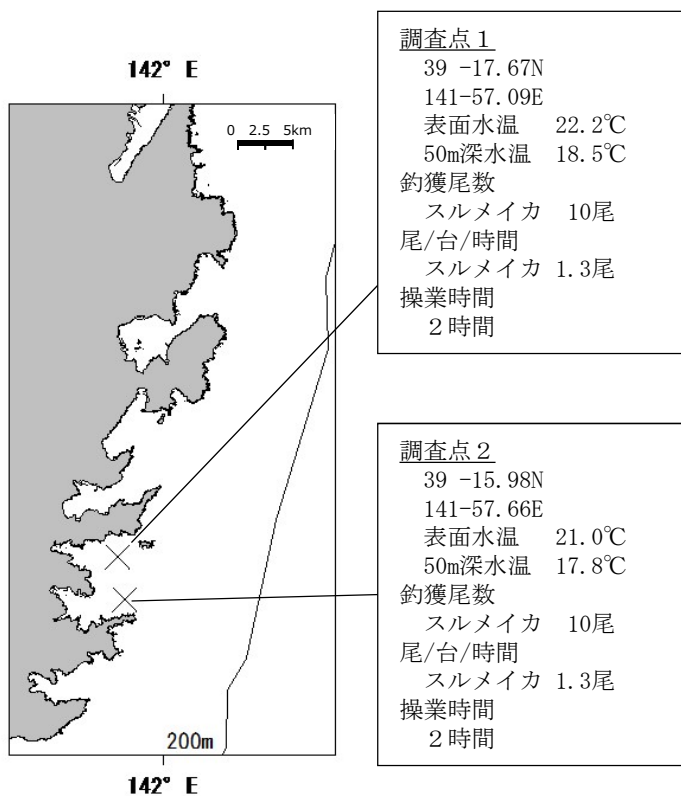 142° E
0 2.5 5km
200m
142° E
調査点1
39 -17.67N
141-57.09E
表面水温 22.2℃
50m深水温 18.5℃
釣獲尾数
スルメイカ 10尾
尾/台/時間
スルメイカ 1.3尾
操業時間
２時間
調査点２
39 -15.98N
141-57.66E
表面水温 21.0℃
50m深水温 17.8℃
釣獲尾数
スルメイカ 10尾
尾/台/時間
スルメイカ 1.3尾
操業時間
２時間